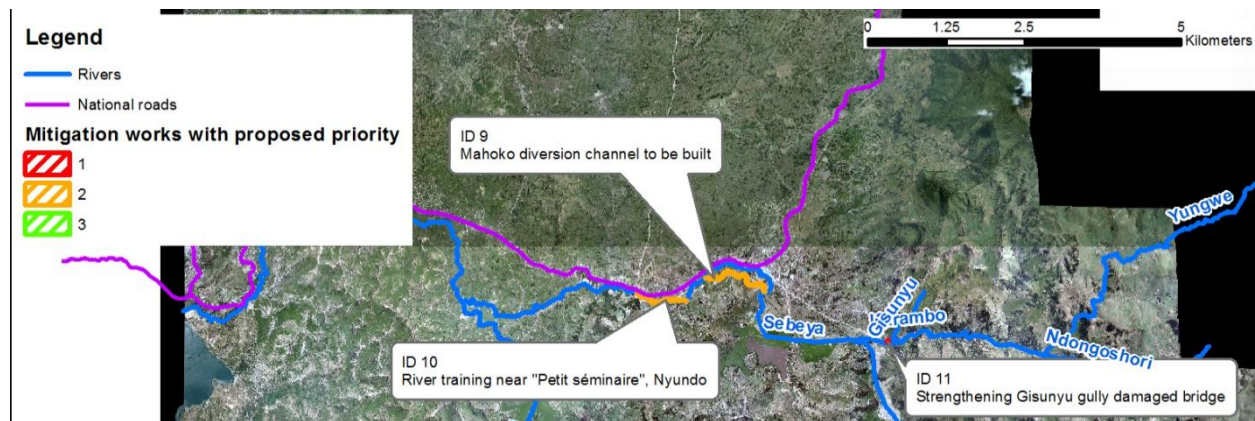 Legend
Rivers
National roads
Mitigation works with proposed priority
1
2
3
0 1.25 2.5 5
Kilometers
ID 9
Mahoko diversion channel to be built
Yungwe
Gisunyu
Sebeya
Ndongoshori
ID 10
River training near "Petit séminaire", Nyundo
ID 11
Strengthening Gisunyu gully damaged bridge